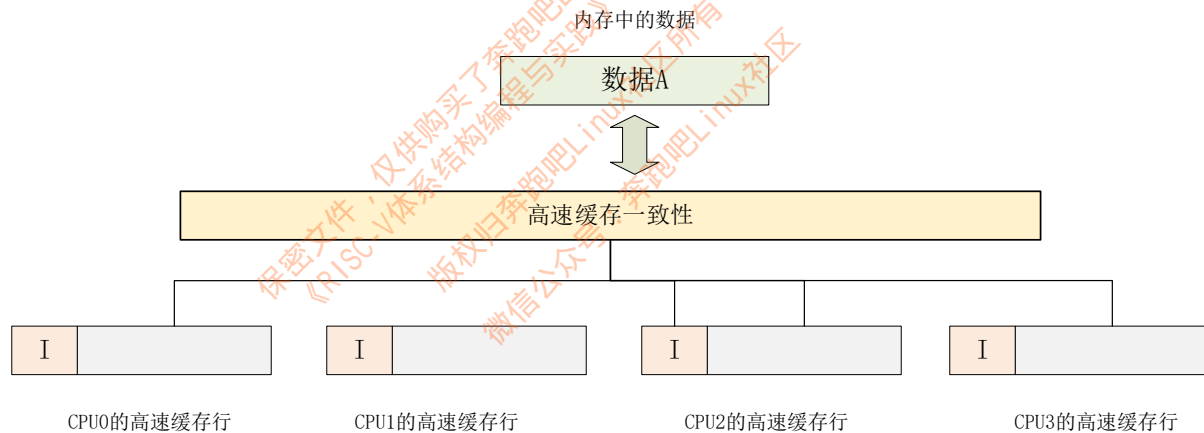 内存中的数据
数据A
高速缓存一致性
I
I
I
I
CPU0的高速缓存行
CPU1的高速缓存行
CPU2的高速缓存行
CPU3的高速缓存行
保密文件,仅供购买了奔跑吧
《RISC-V体系结构编程与实践》
版权归奔跑吧Linux社区所有
微信公众号:奔跑吧Linux社区